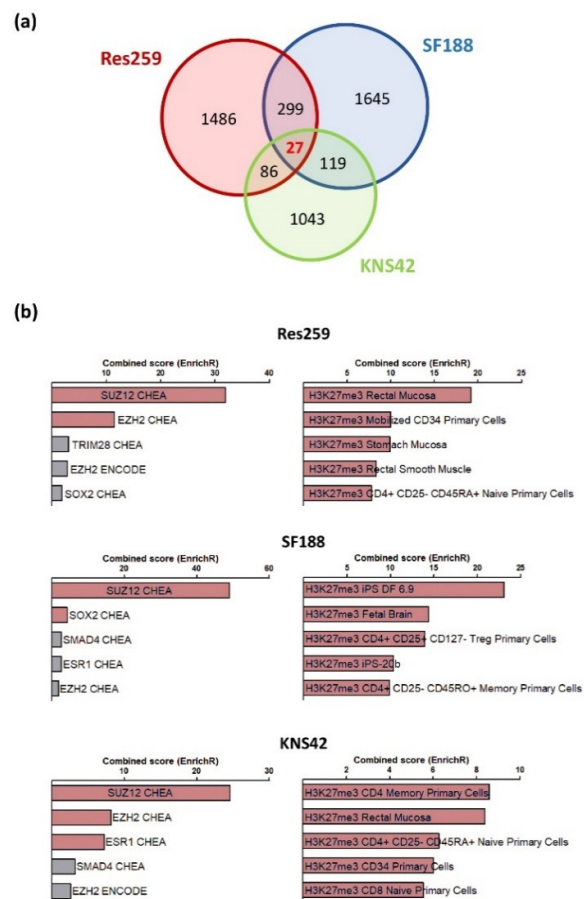 (a)
Res259
SF188
1486
299
1645
27
86
119
1043
KNS42
(b)
Res259
Combined score (EnrichR)
0 10 20 30 40
SUZ12 CHEA
EZH2 CHEA
TRIM28 CHEA
EZH2 ENCODE
SOX2 CHEA
Combined score (EnrichR)
5 10 15 20 25
H3K27me3 Rectal Mucosa
H3K27me3 Mobilized CD34 Primary Cells
H3K27me3 Stomach Mucosa
H3K27me3 Rectal Smooth Muscle
H3K27me3 CD4+ CD25- CD45RA+ Naive Primary Cells
SF188
Combined score (EnrichR)
0 20 40 60
SUZ12 CHEA
SOX2 CHEA
SMAD4 CHEA
ESR1 CHEA
EZH2 CHEA
Combined score (EnrichR)
5 10 15 20 25
H3K27me3 iPS DF 6.9
H3K27me3 Fetal Brain
H3K27me3 CD4+ CD25+ CD127- Treg Primary Cells
H3K27me3 iPS-20b
H3K27me3 CD4+ CD25- CD45RO+ Memory Primary Cells
KNS42
Combined score (EnrichR)
0 10 20 30
SUZ12 CHEA
EZH2 CHEA
ESR1 CHEA
SMAD4 CHEA
EZH2 ENCODE
Combined score (EnrichR)
2 4 6 8 10
H3K27me3 CD4 Memory Primary Cells
H3K27me3 Rectal Mucosa
H3K27me3 CD4+ CD25- CD45RA+ Naive Primary Cells
H3K27me3 CD34 Primary Cells
H3K27me3 CD8 Naive Primary Cells